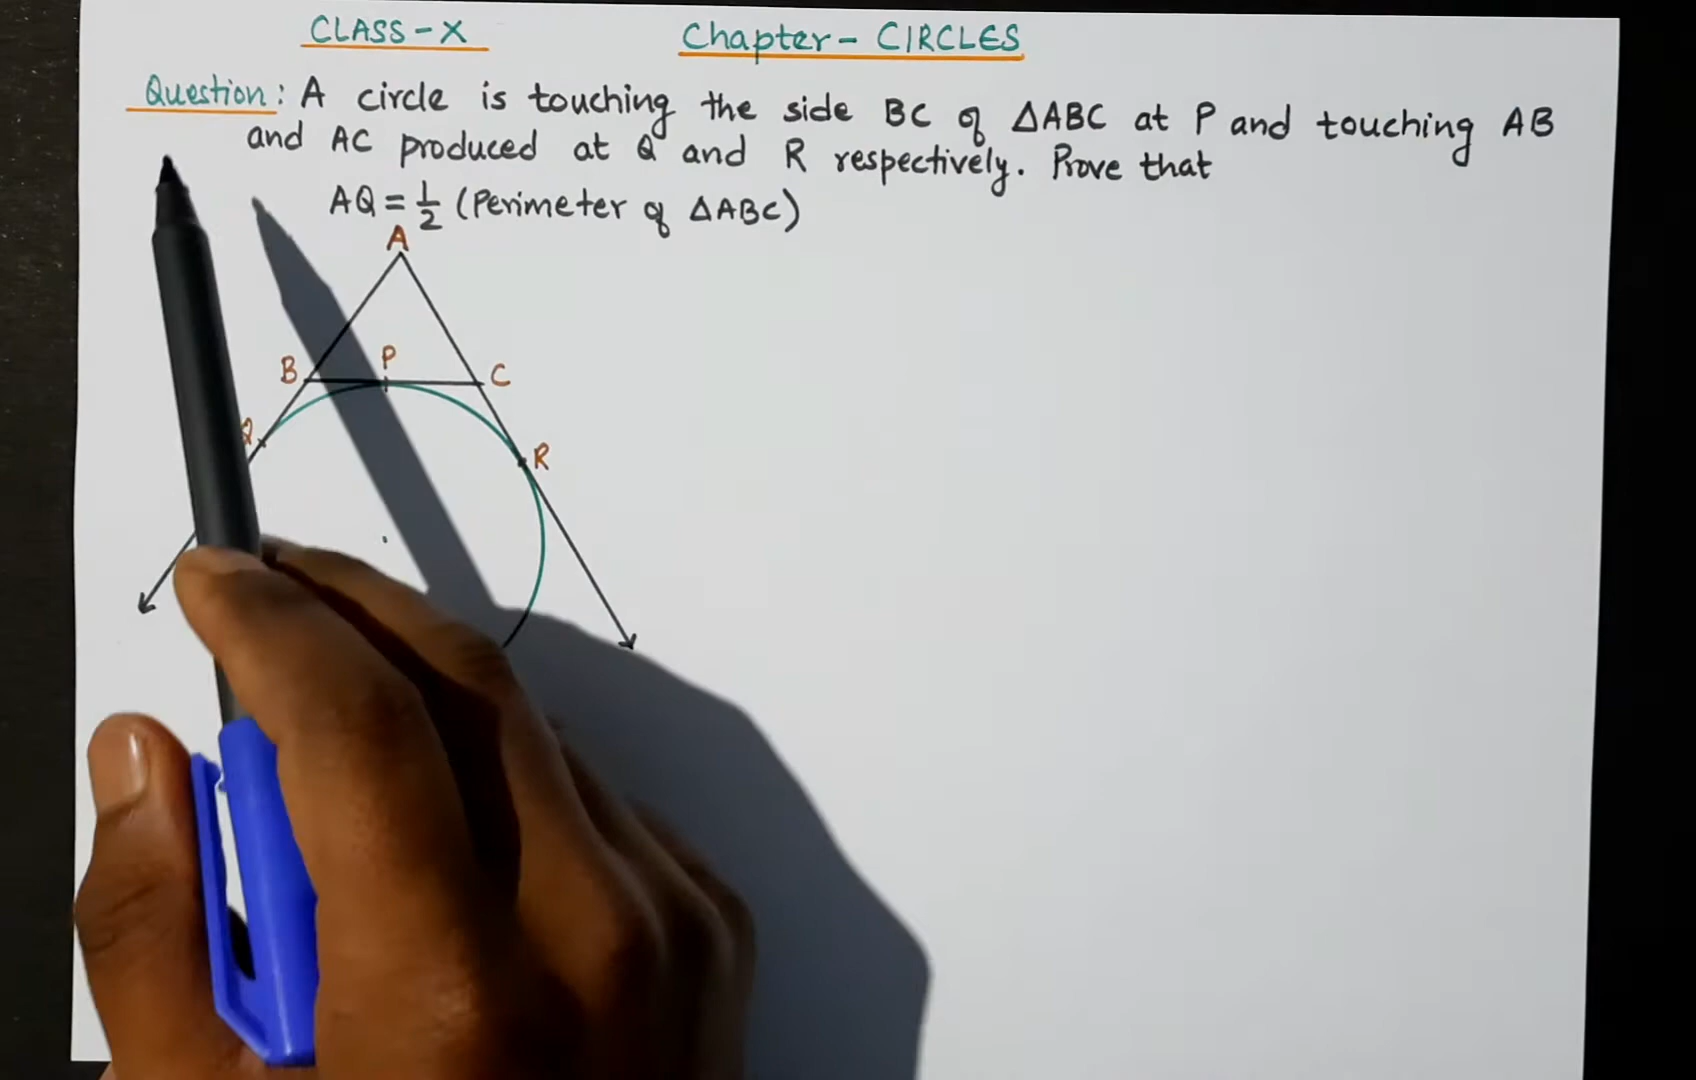 CLASS-X
Chapter- CIRCLES
Question: A circle is touching the side BC of ΔABC at P and touching AB
and AC produced at Q and R respectively. Prove that
AQ = 1/2 (Perimeter of ΔABC)
A
B
P
C
Q
R